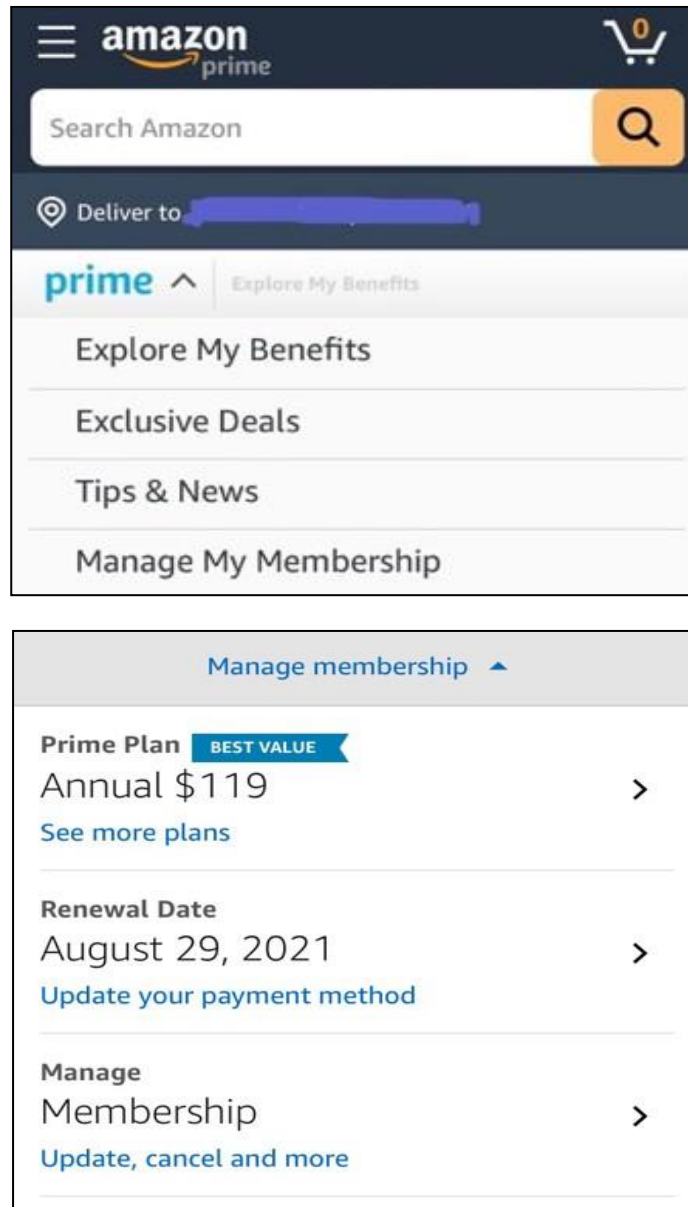 amazon
prime
0
Search Amazon
Deliver to
prime Explore My Benefits
Explore My Benefits
Exclusive Deals
Tips & News
Manage My Membership
Manage membership
Prime Plan BEST VALUE
Annual $119
See more plans
Renewal Date
August 29, 2021
Update your payment method
Manage
Membership
Update, cancel and more